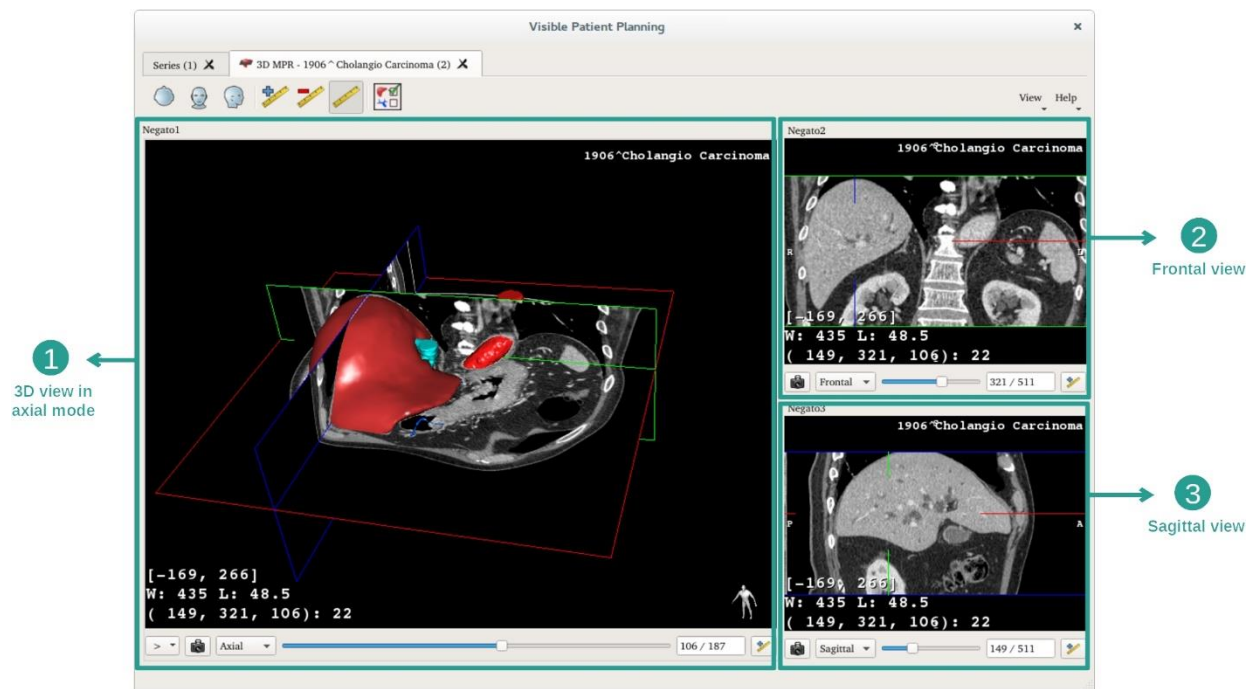 Visible Patient Planning
Series (1)
3D MPR - 1906 ^ Cholangio Carcinoma (2)
View Help
Negato1
1906^Cholangio Carcinoma
[-169, 266]
W: 435 L: 48.5
( 149, 321, 106): 22
> Axial 106 / 187
Negato2
1906^Cholangio Carcinoma
R
L
[-169, 266]
W: 435 L: 48.5
( 149, 321, 106): 22
Frontal 321 / 511
Negato3
1906^Cholangio Carcinoma
P
A
[-169, 266]
W: 435 L: 48.5
( 149, 321, 106): 22
Sagittal 149 / 511
1
3D view in
axial mode
2
Frontal view
3
Sagittal view